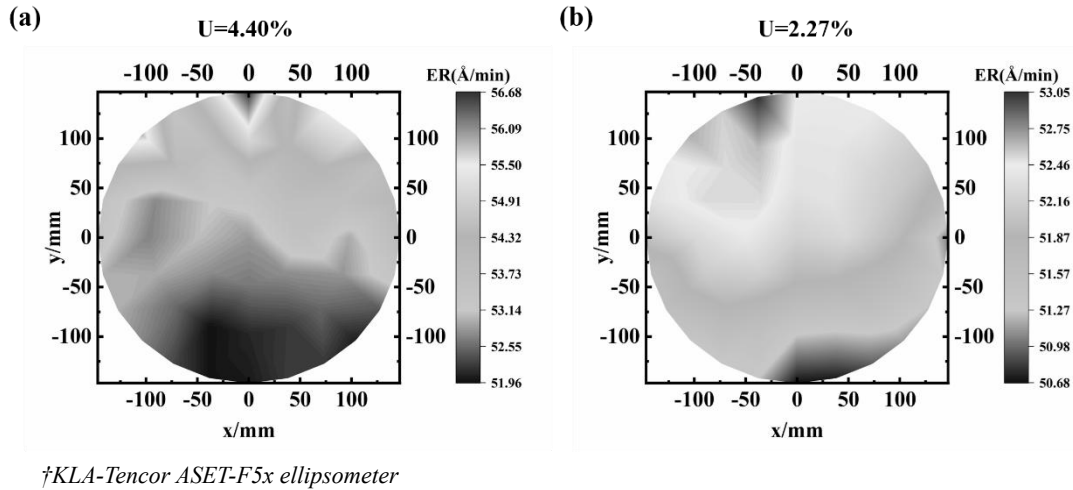 (a)
U=4.40%
-100 -50 0 50 100
ER(Å/min)
100
50
0
-50
-100
y/mm
100
50
0
-50
-100
56.68
56.09
55.50
54.91
54.32
53.73
53.14
52.55
51.96
-100 -50 0 50 100
x/mm
(b)
U=2.27%
-100 -50 0 50 100
ER(Å/min)
100
50
0
-50
-100
y/mm
100
50
0
-50
-100
53.05
52.75
52.46
52.16
51.87
51.57
51.27
50.98
50.68
-100 -50 0 50 100
x/mm
†KLA-Tencor ASET-F5x ellipsometer